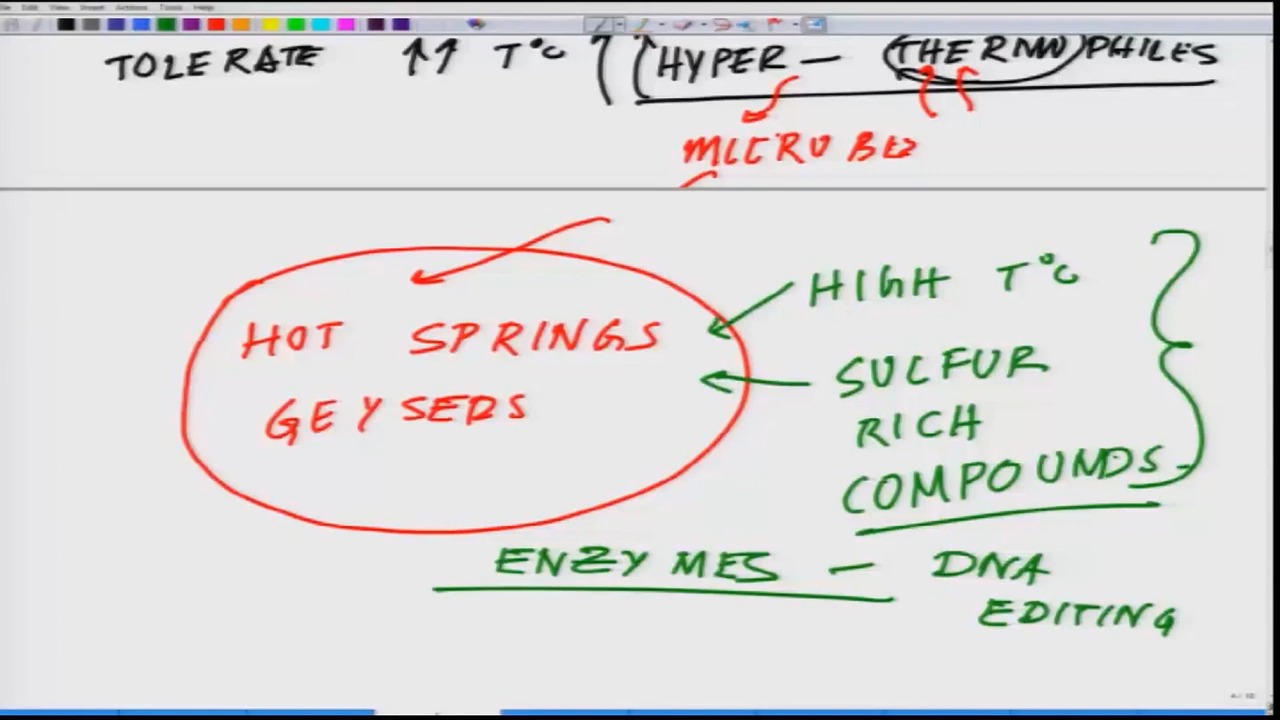 TOLERATE ↑↑ T°C HYPER - THERMOPHILES
MICROBES
HOT SPRINGS
GEYSERS
HIGH T°C
SULFUR
RICH
COMPOUNDS
ENZYMES - DNA
EDITING